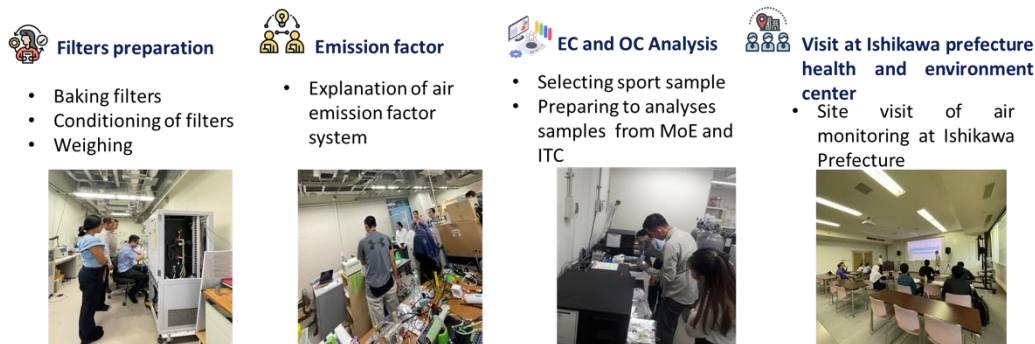 Filters preparation
• Baking filters
• Conditioning of filters
• Weighing
Emission factor
• Explanation of air
emission factor
system
EC and OC Analysis
• Selecting sport sample
• Preparing to analyses
samples from MoE and
ITC
Visit at Ishikawa prefecture
health and environment
center
• Site visit of air
monitoring at Ishikawa
Prefecture